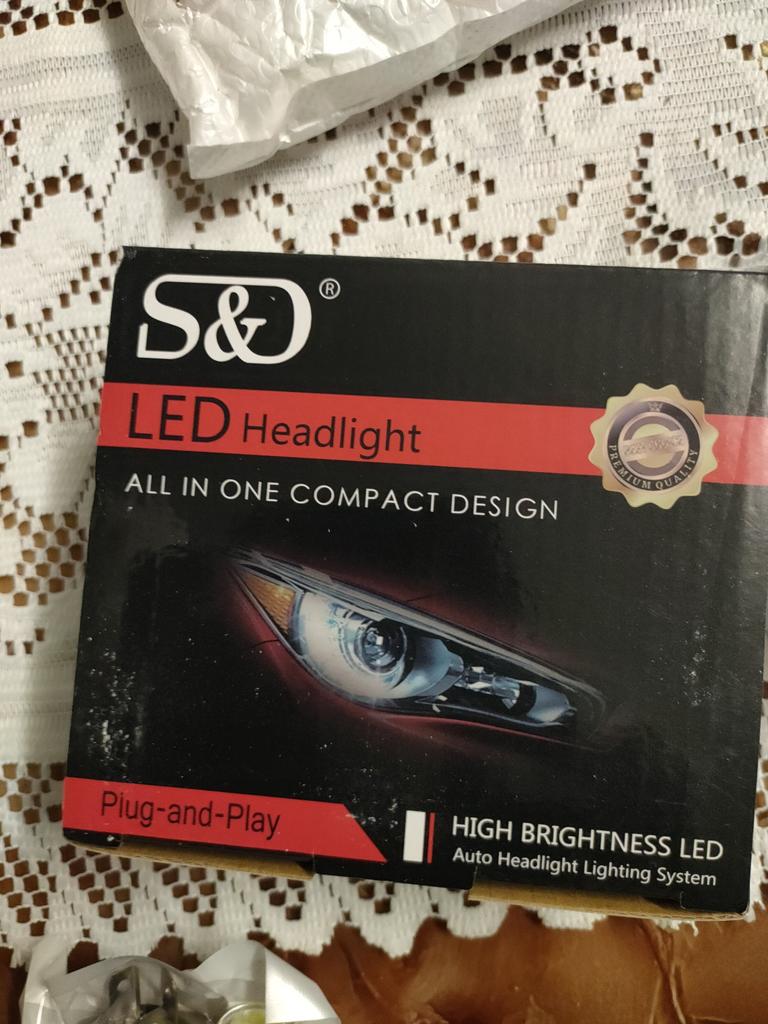 S&D®
LED Headlight
PREMIUM QUALITY
ALL IN ONE COMPACT DESIGN
Plug-and-Play
HIGH BRIGHTNESS LED
Auto Headlight Lighting System